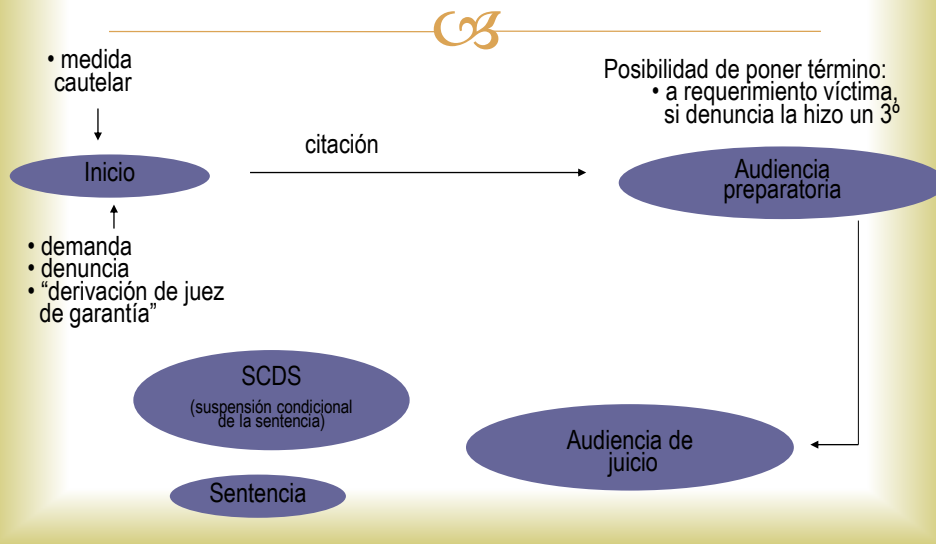 • medida
cautelar
Posibilidad de poner término:
• a requerimiento víctima,
si denuncia la hizo un 3º
citación
Inicio
Audiencia
preparatoria
• demanda
• denuncia
• “derivación de juez
de garantía”
SCDS
(suspensión condicional
de la sentencia)
Audiencia de
juicio
Sentencia